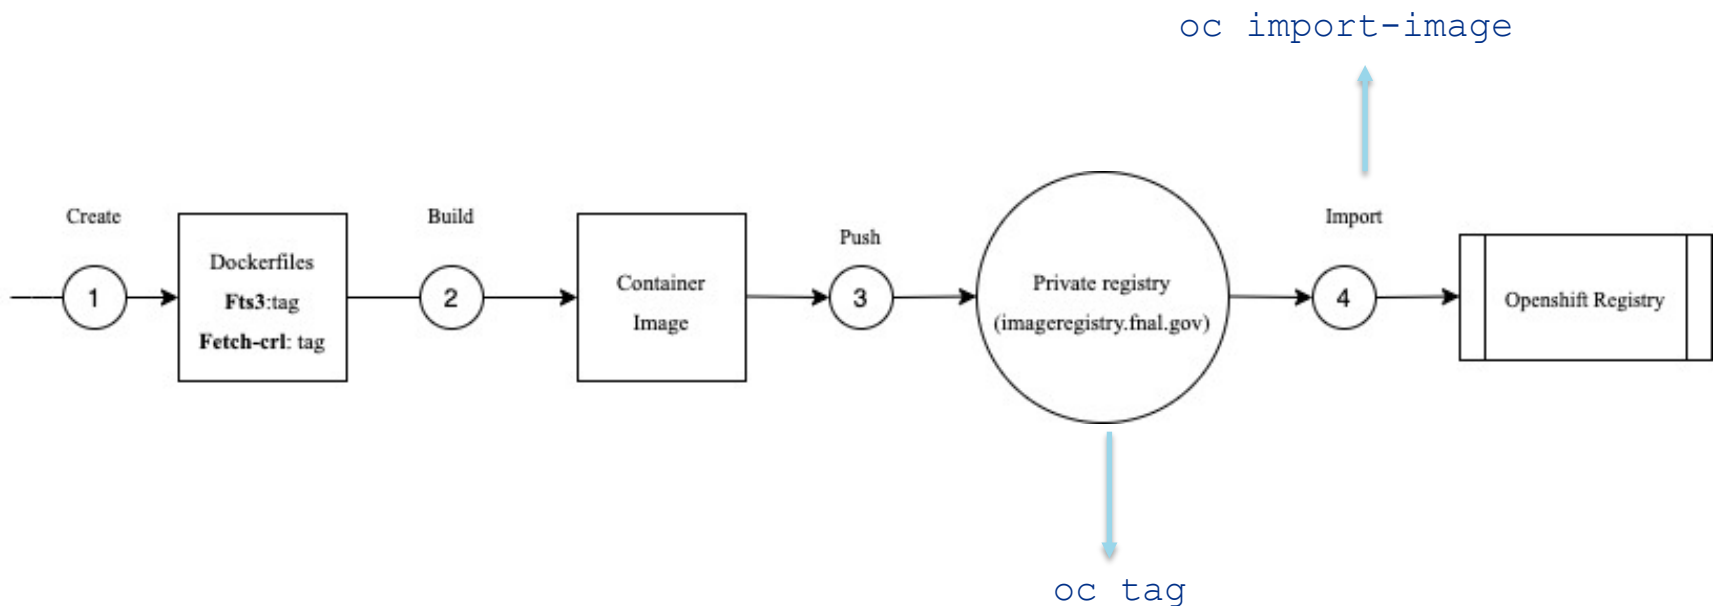 oc import-image
Create
Build
Push
Import
1
Dockerfiles
Fts3:tag
Fetch-crl: tag
2
Container
Image
3
Private registry
(imageregistry.fnal.gov)
4
Openshift Registry
oc tag